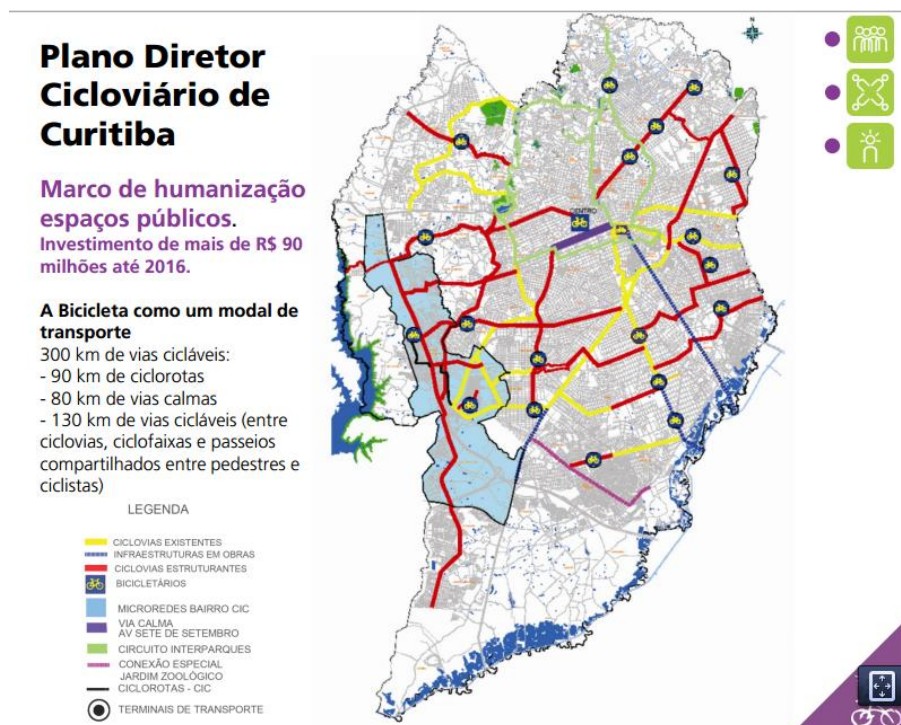 Plano Diretor
Cicloviário de
Curitiba
Marco de humanização
espaços públicos.
Investimento de mais de R$ 90
milhões até 2016.
A Bicicleta como um modal de
transporte
300 km de vias cicláveis:
- 90 km de ciclorotas
- 80 km de vias calmas
- 130 km de vias cicláveis (entre
ciclovias, ciclofaixas e passeios
compartilhados entre pedestres e
ciclistas)
LEGENDA
CICLOVIAS EXISTENTES
INFRAESTRUTURAS EM OBRAS
CICLOVIAS ESTRUTURANTES
BICICLETÁRIOS
MICROREDES BAIRRO CIC
VIA CALMA
AV SETE DE SETEMBRO
CIRCUITO INTERPARQUES
CONEXÃO ESPECIAL
JARDIM ZOOLÓGICO
CICLOROTAS - CIC
TERMINAIS DE TRANSPORTE
N
CENTRO